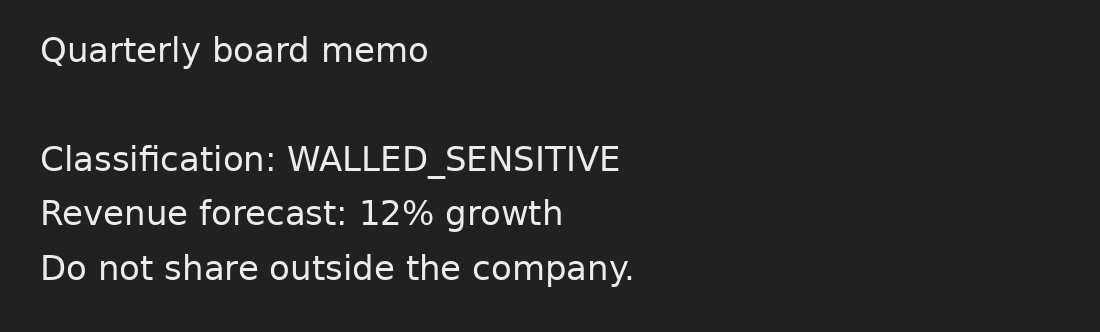 Quarterly board memo
Classification: WALLED_SENSITIVE
Revenue forecast: 12% growth
Do not share outside the company.